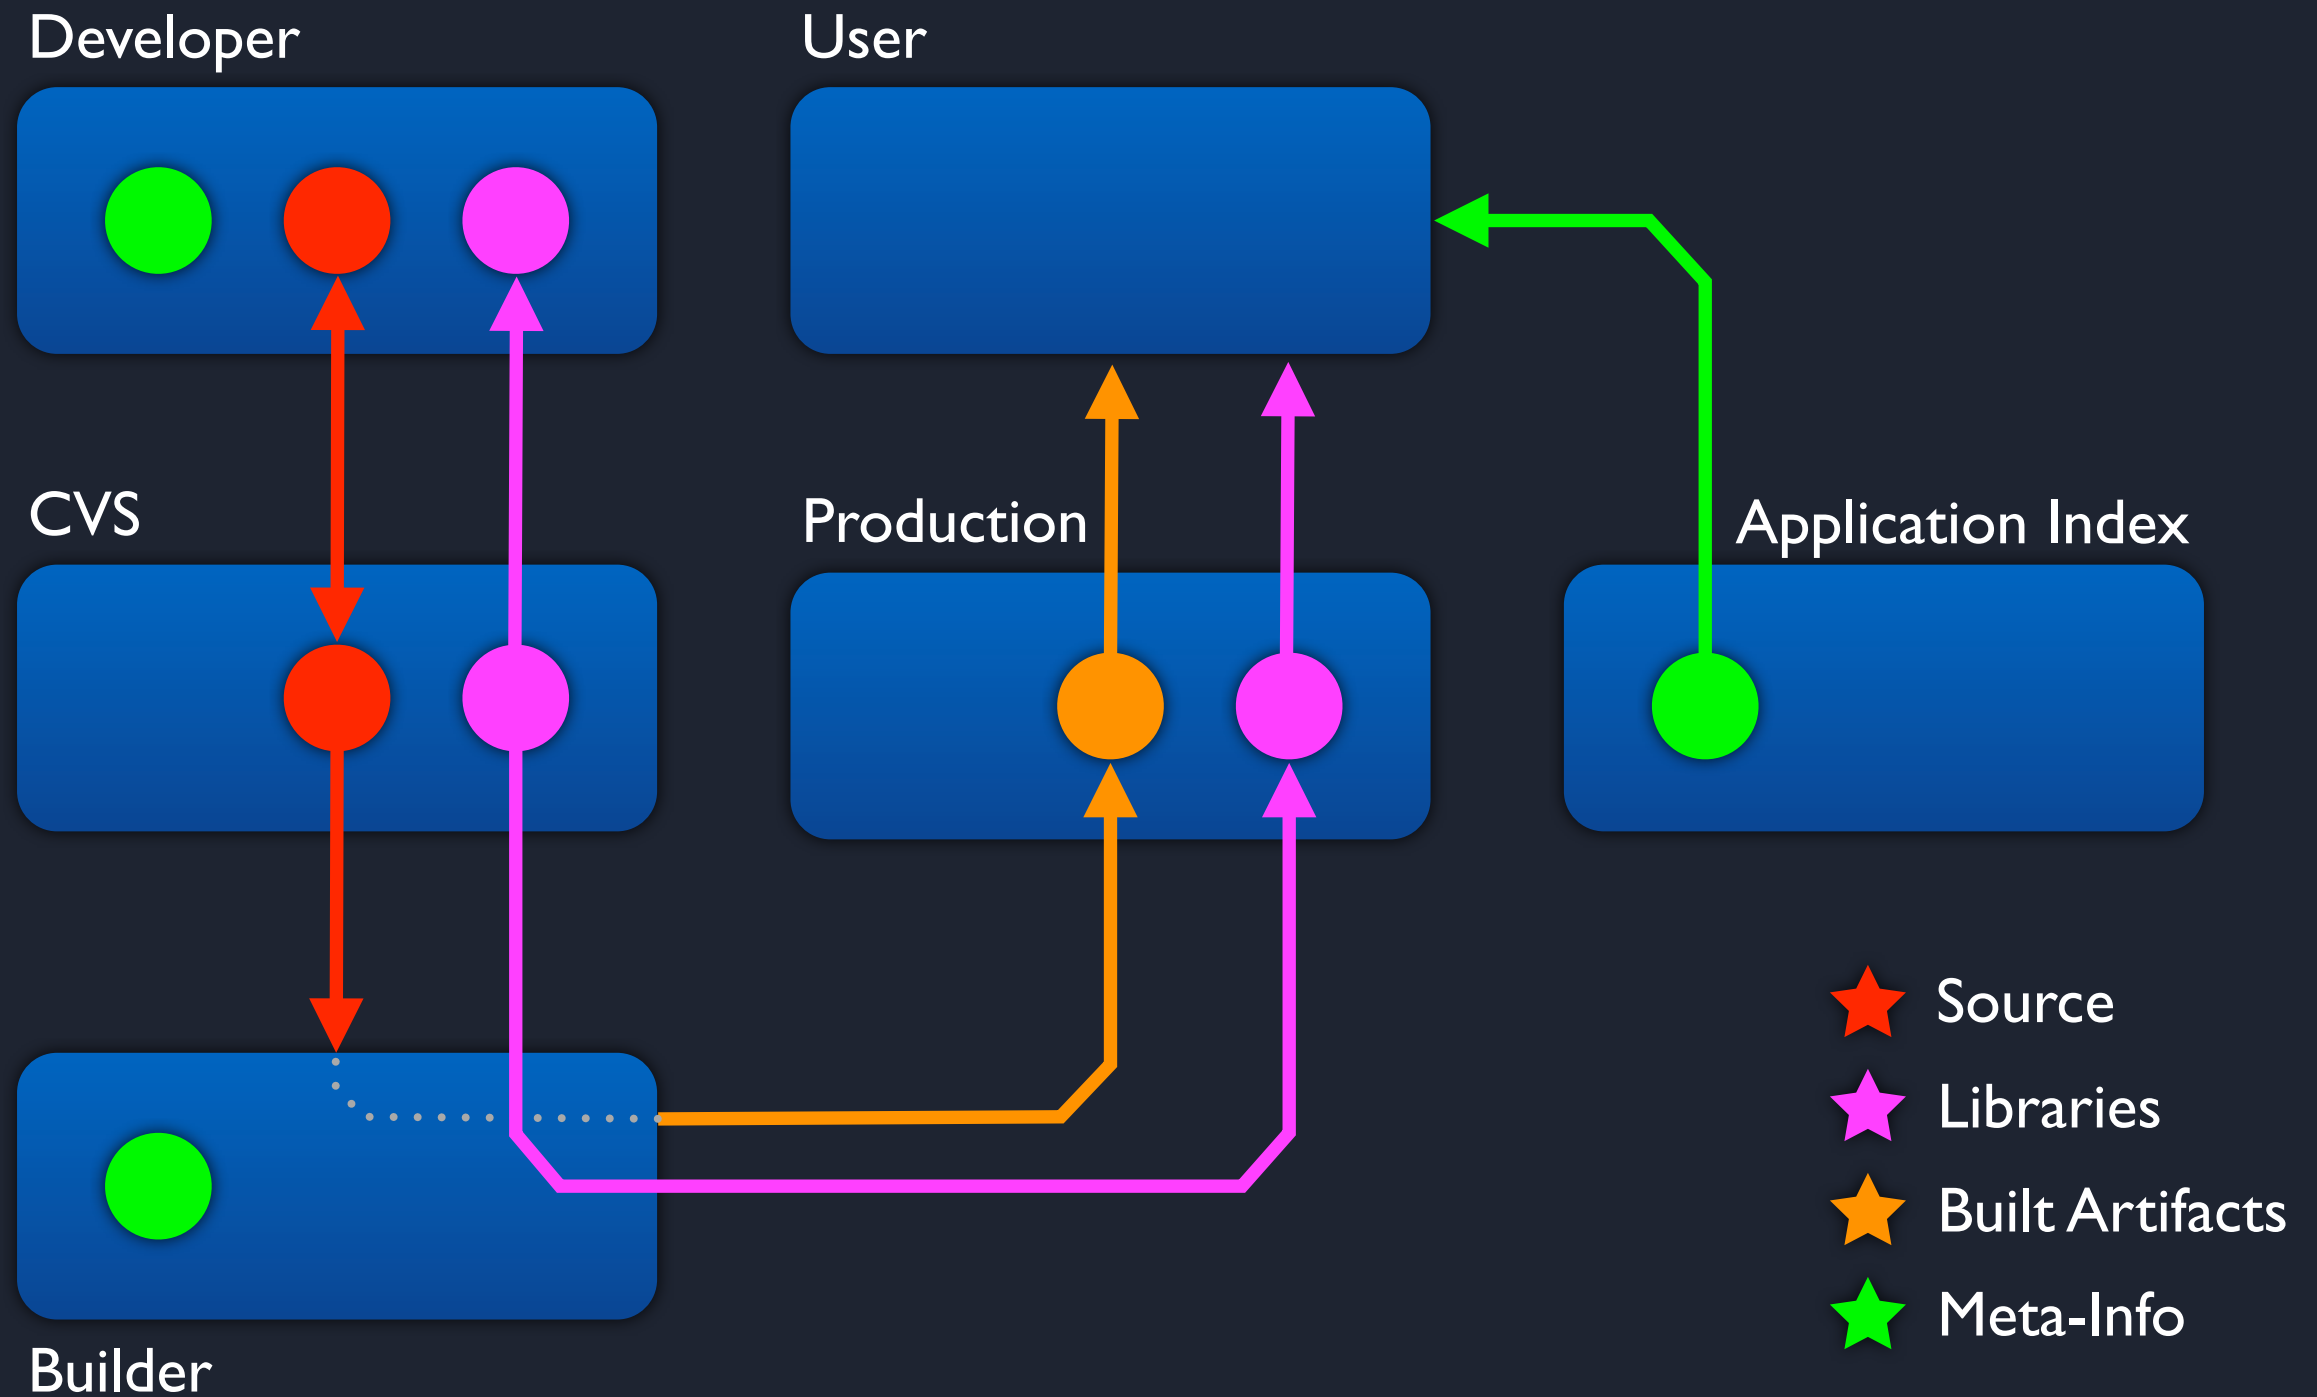 Developer
User
CVS
Production
Application Index
Source
Libraries
Built Artifacts
Meta-Info
Builder